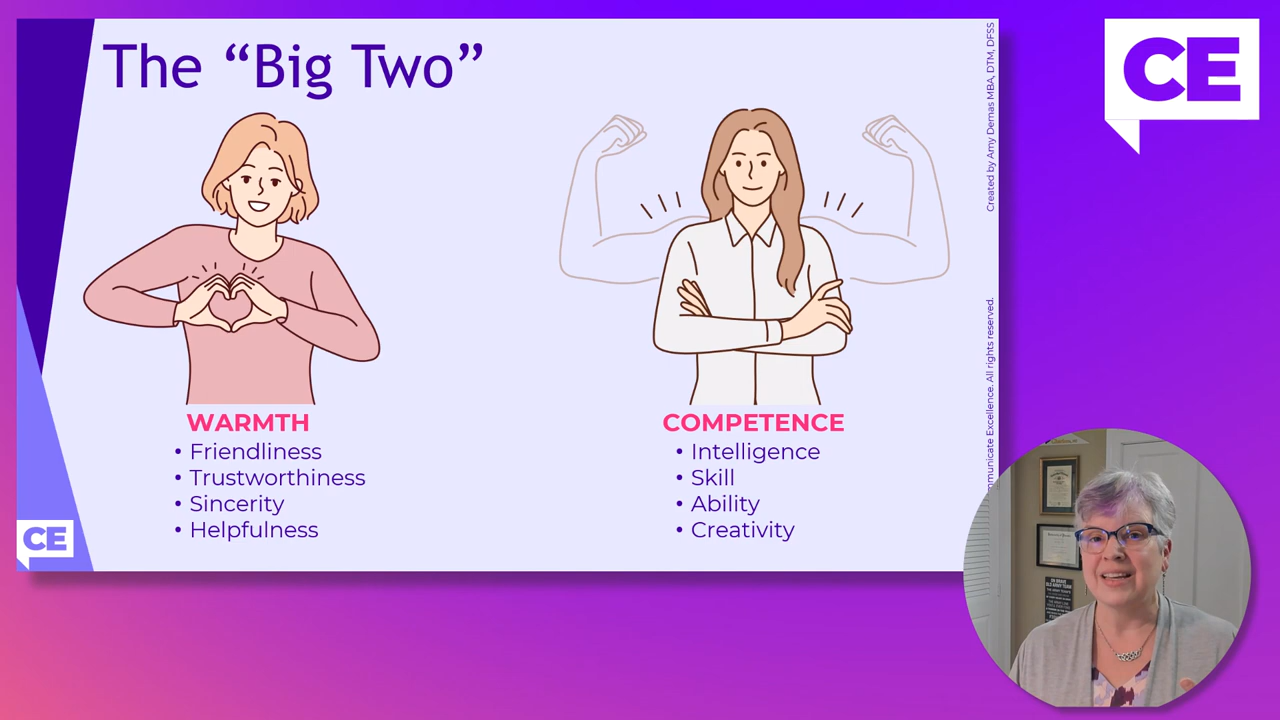 The “Big Two”
WARMTH
• Friendliness
• Trustworthiness
• Sincerity
• Helpfulness
COMPETENCE
• Intelligence
• Skill
• Ability
• Creativity
Created by Amy Demas MBA, DTM, DFSS
Excellence. All rights reserved.
CE
CE